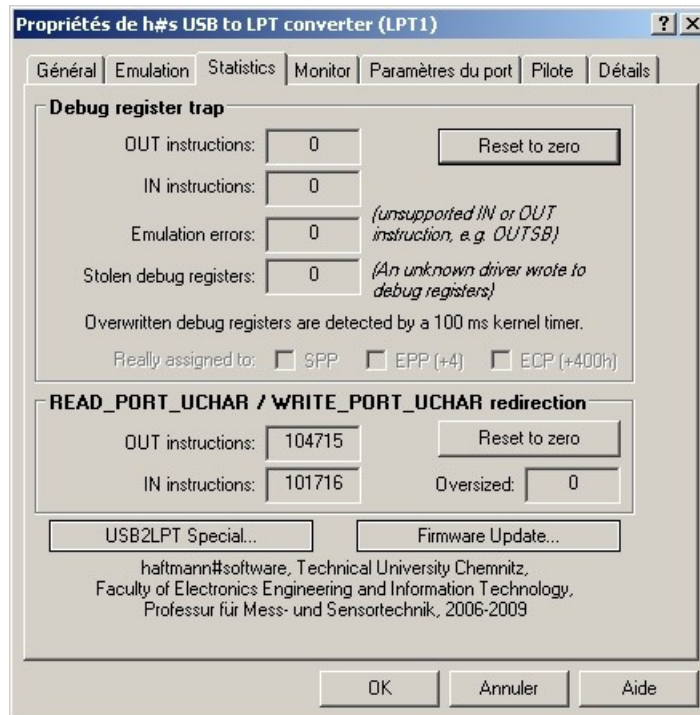 Propriétés de h#s USB to LPT converter (LPT1)
Général Emulation Statistics Monitor Paramètres du port Pilote Détails
Debug register trap
OUT instructions: 0 Reset to zero
IN instructions: 0
Emulation errors: 0 (unsupported IN or OUT
instruction, e.g. OUTSB)
Stolen debug registers: 0 (An unknown driver wrote to
debug registers)
Overwritten debug registers are detected by a 100 ms kernel timer.
Really assigned to: SPP EPP (+4) ECP (+400h)
READ_PORT_UCHAR / WRITE_PORT_UCHAR redirection
OUT instructions: 104715 Reset to zero
IN instructions: 101716 Oversized: 0
USB2LPT Special... Firmware Update...
haftmann#software, Technical University Chemnitz,
Faculty of Electronics Engineering and Information Technology,
Professur für Mess- und Sensortechnik, 2006-2009
OK Annuler Aide